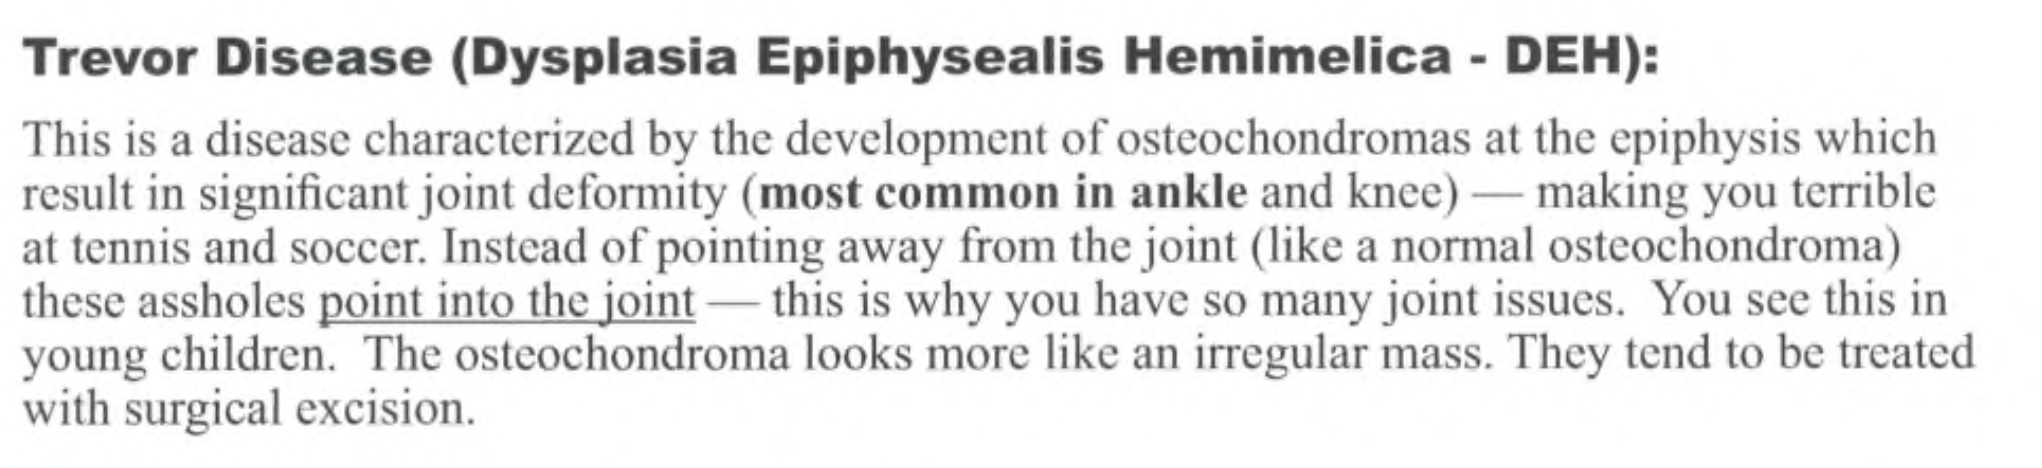 Trevor Disease (Dysplasia Epiphysealis Hemimelica - DEH):
This is a disease characterized by the development of osteochondromas at the epiphysis which
result in significant joint deformity (most common in ankle and knee) — making you terrible
at tennis and soccer. Instead of pointing away from the joint (like a normal osteochondroma)
these assholes point into the joint — this is why you have so many joint issues.  You see this in
young children.  The osteochondroma looks more like an irregular mass. They tend to be treated
with surgical excision.